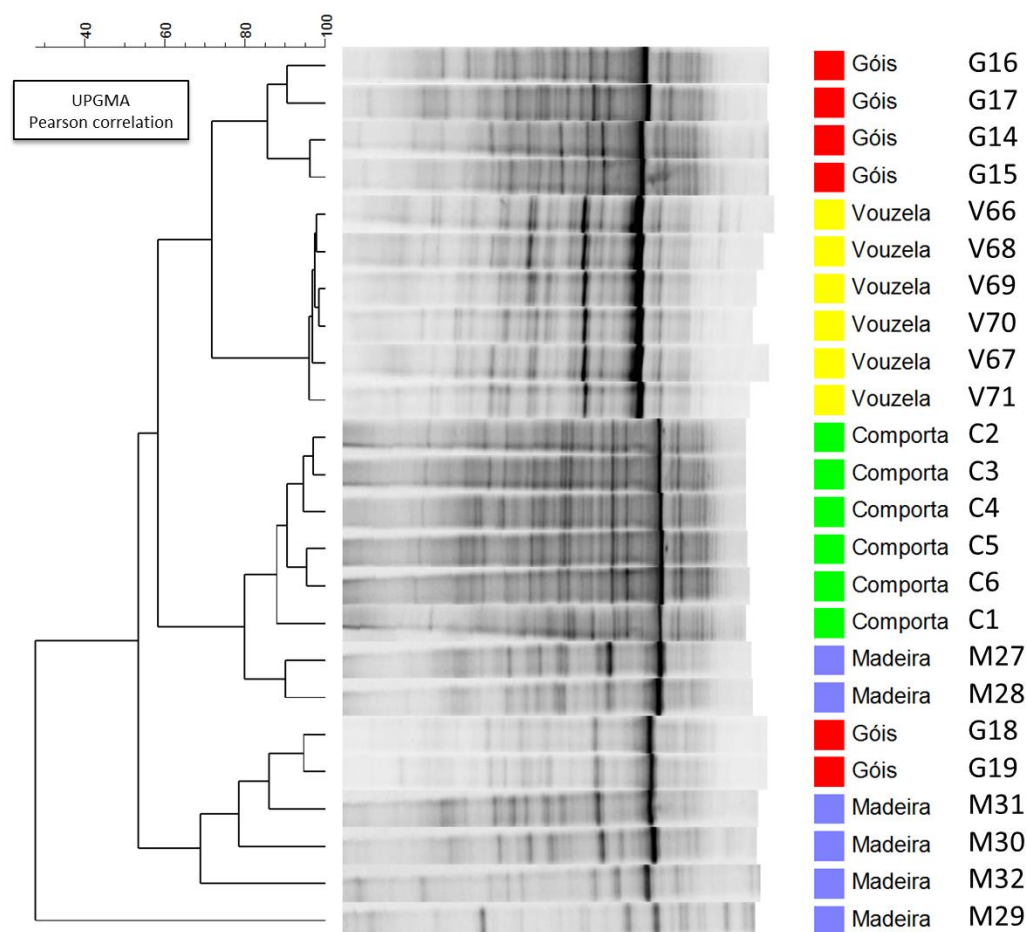 40 60 80 100
UPGMA
Pearson correlation
Góis G16
Góis G17
Góis G14
Góis G15
Vouzela V66
Vouzela V68
Vouzela V69
Vouzela V70
Vouzela V67
Vouzela V71
Comporta C2
Comporta C3
Comporta C4
Comporta C5
Comporta C6
Comporta C1
Madeira M27
Madeira M28
Góis G18
Góis G19
Madeira M31
Madeira M30
Madeira M32
Madeira M29